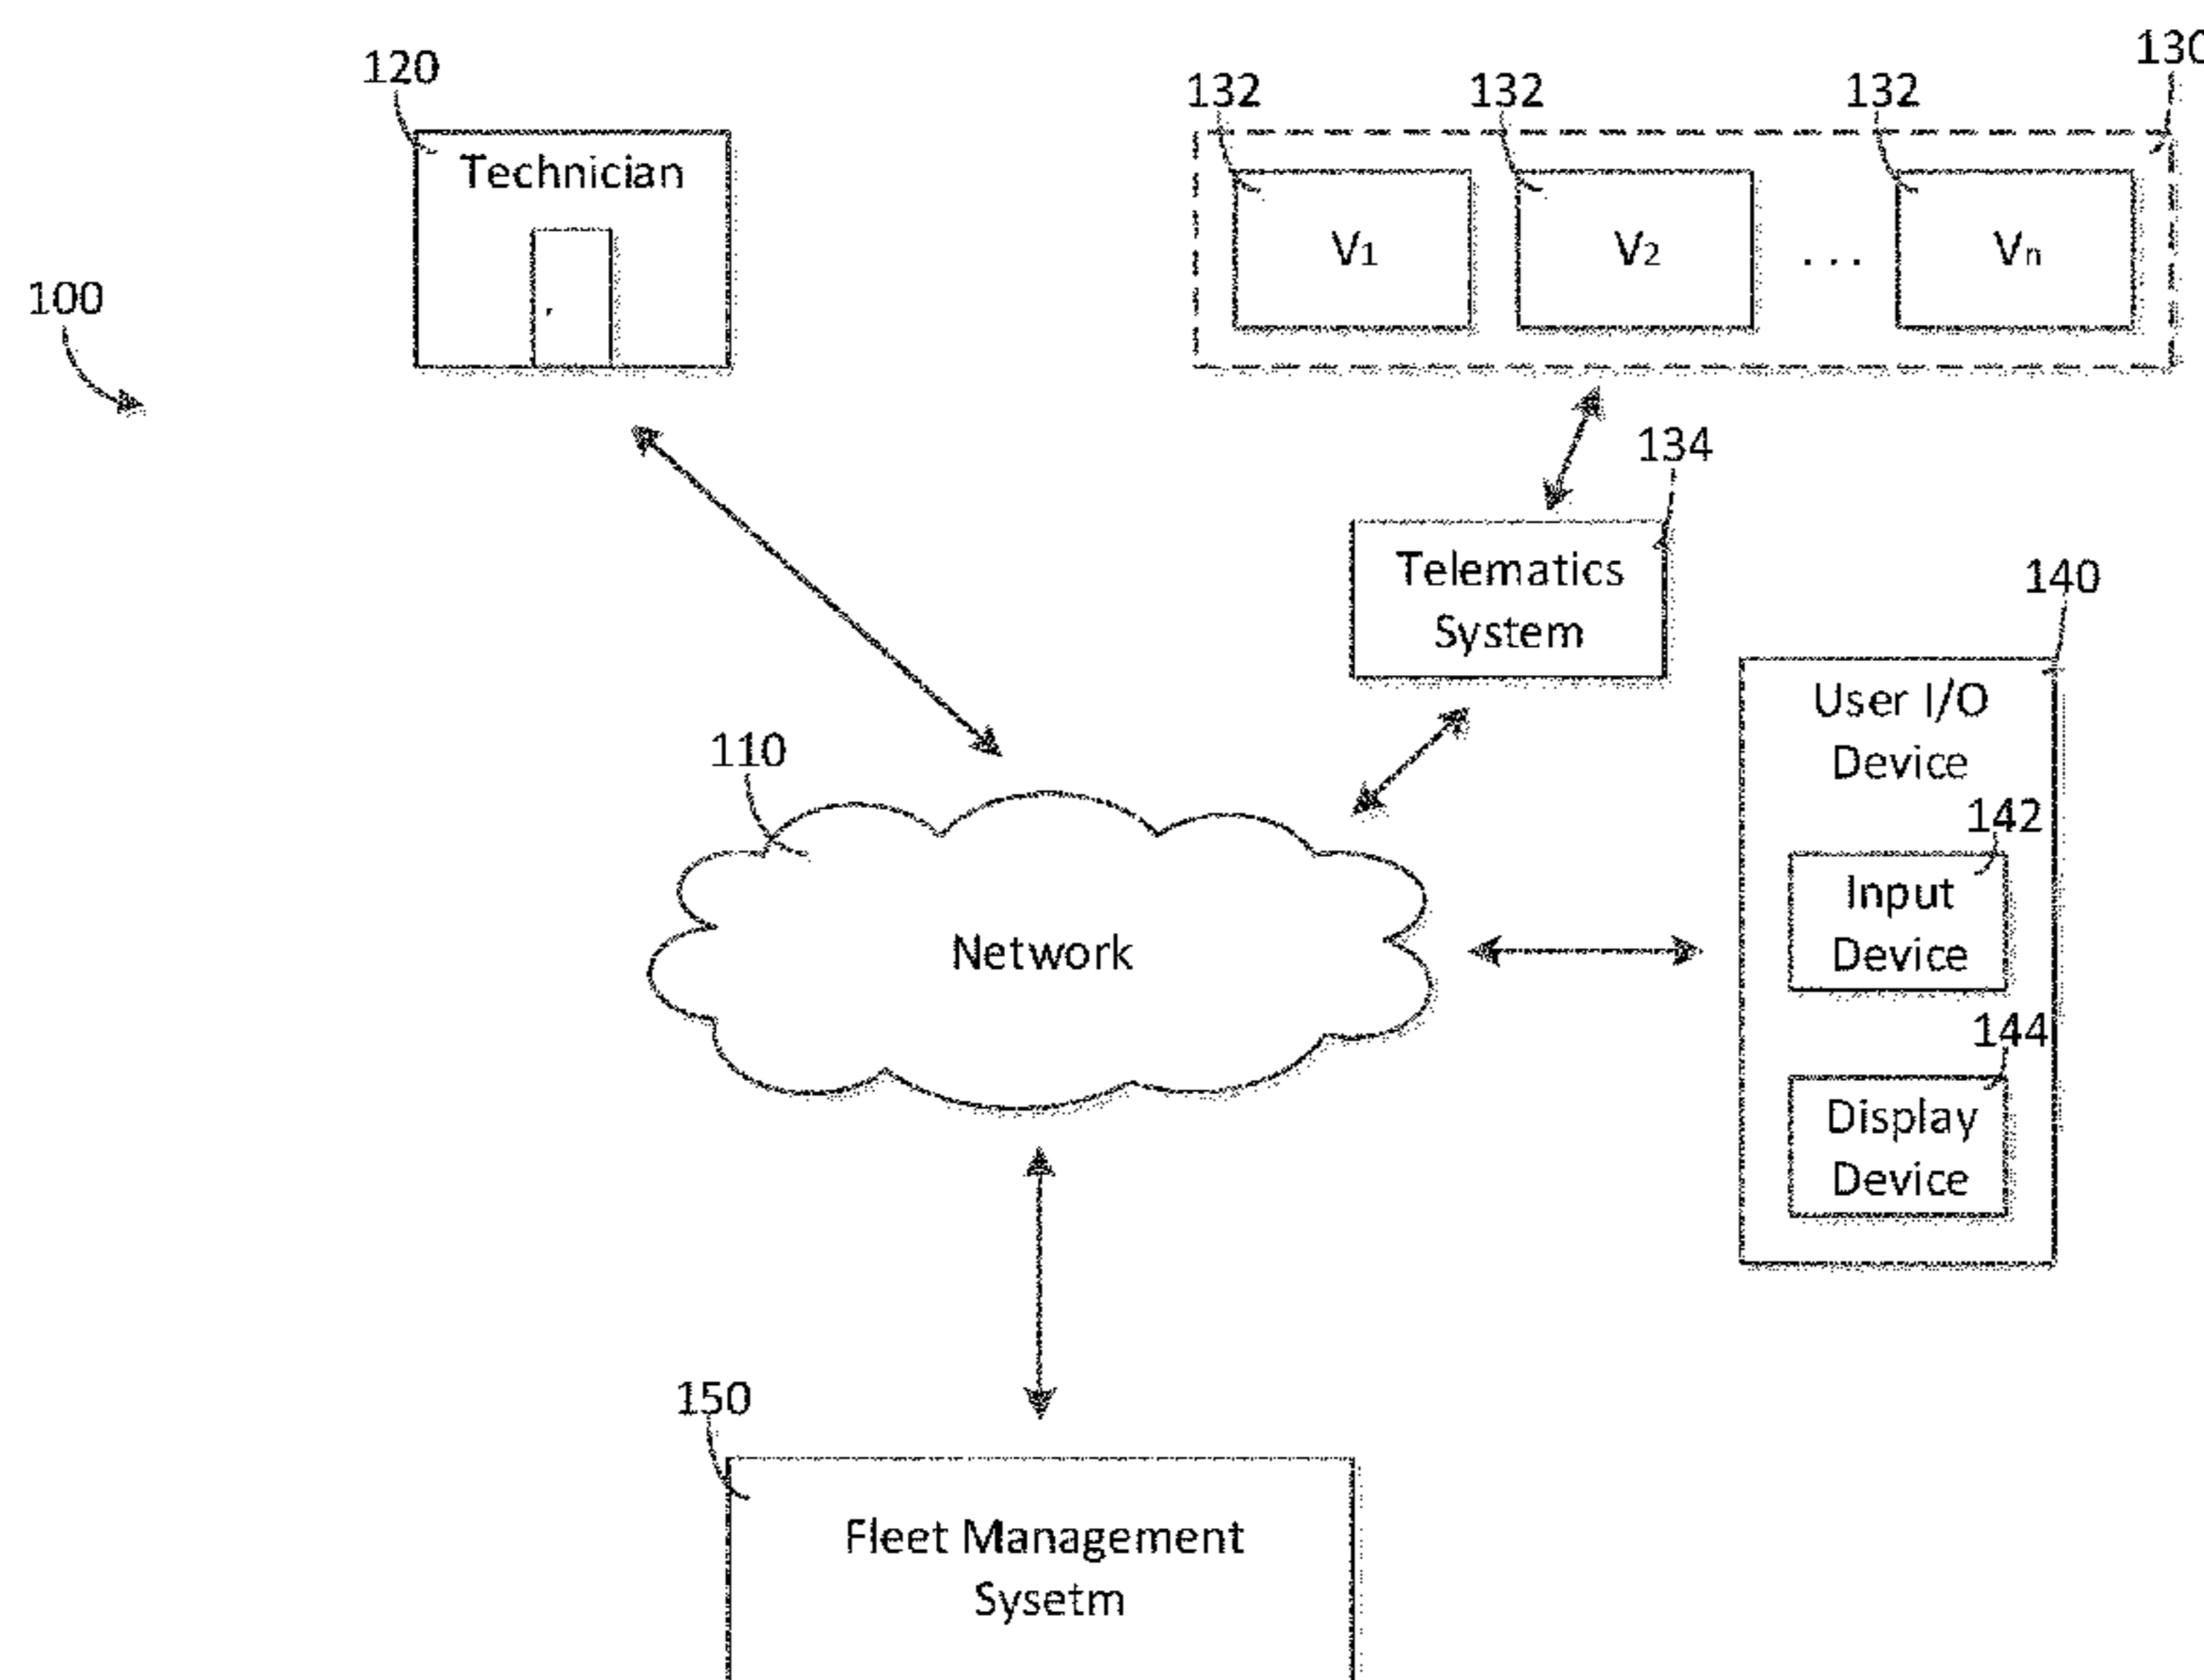 120
Technician
100
130
132
132
132
V1
V2
...
Vn
134
Telematics
System
140
User I/O
Device
142
Input
Device
144
Display
Device
110
Network
150
Fleet Management
Sysetm